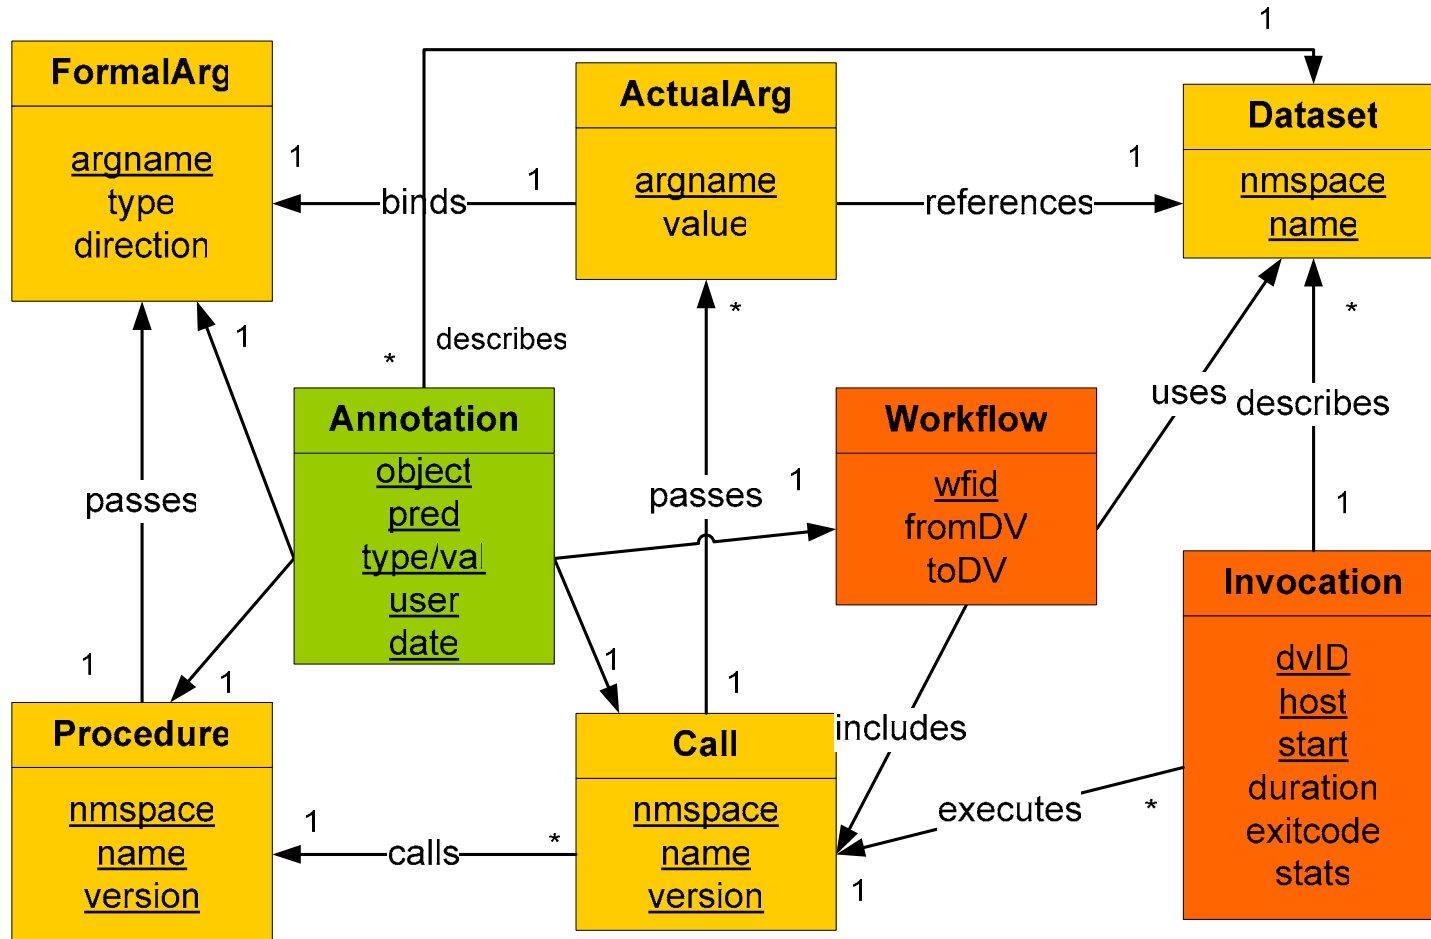 1
FormalArg
argname
type
direction
ActualArg
argname
value
Dataset
nmspace
name
1
binds
1
references
1
1
describes
*
*
*
Annotation
object
pred
type/val
user
date
Workflow
wfid
fromDV
toDV
uses
describes
passes
passes
1
1
Invocation
dvID
host
start
duration
exitcode
stats
1
1
1
1
Procedure
nmspace
name
version
Call
nmspace
name
version
includes
executes
*
1
calls
*
1